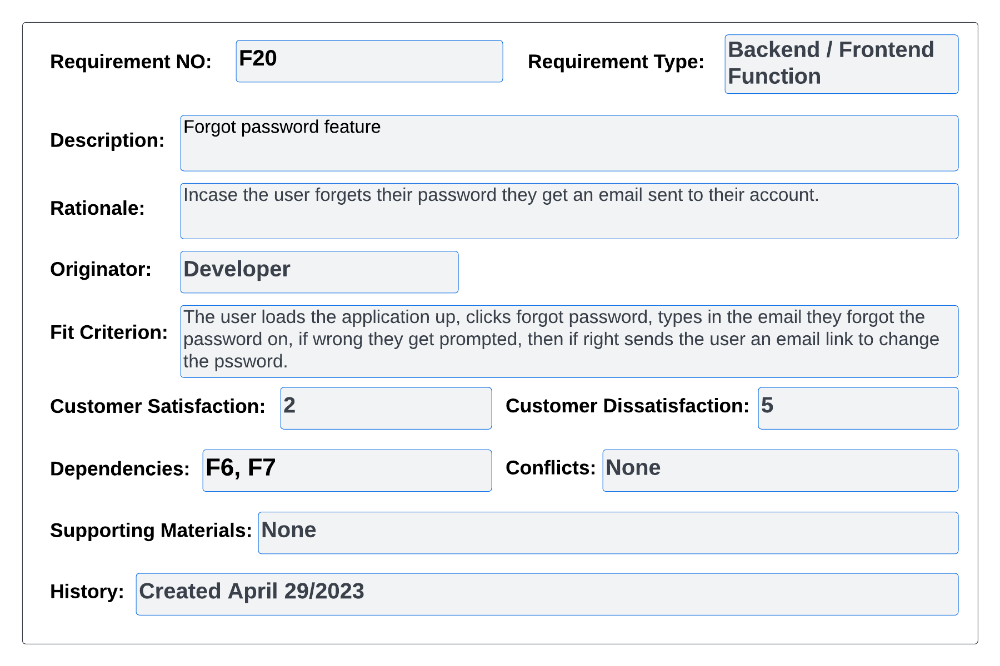 Requirement NO: F20 Requirement Type: Backend / Frontend
Function
Description: Forgot password feature
Rationale: Incase the user forgets their password they get an email sent to their account.
Originator: Developer
Fit Criterion: The user loads the application up, clicks forgot password, types in the email they forgot the
password on, if wrong they get prompted, then if right sends the user an email link to change
the pssword.
Customer Satisfaction: 2 Customer Dissatisfaction: 5
Dependencies: F6, F7 Conflicts: None
Supporting Materials: None
History: Created April 29/2023